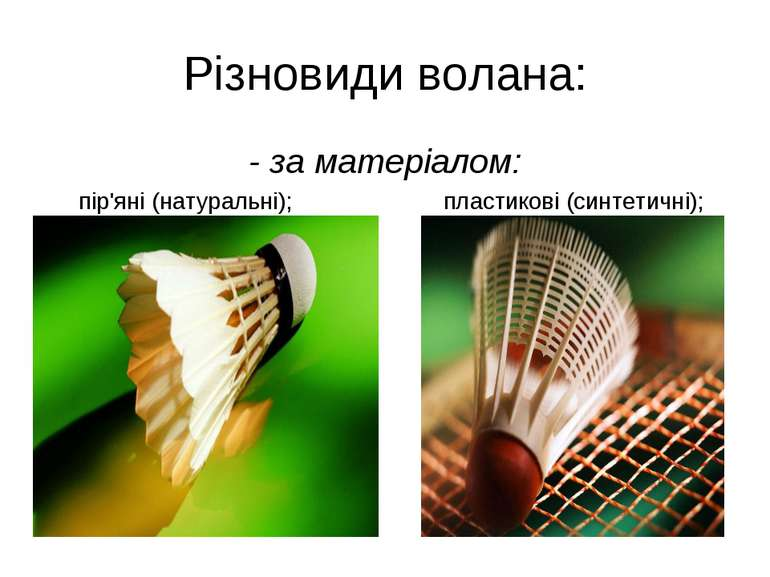 Різновиди волана:
- за матеріалом:
пір'яні (натуральні);
пластикові (синтетичні);